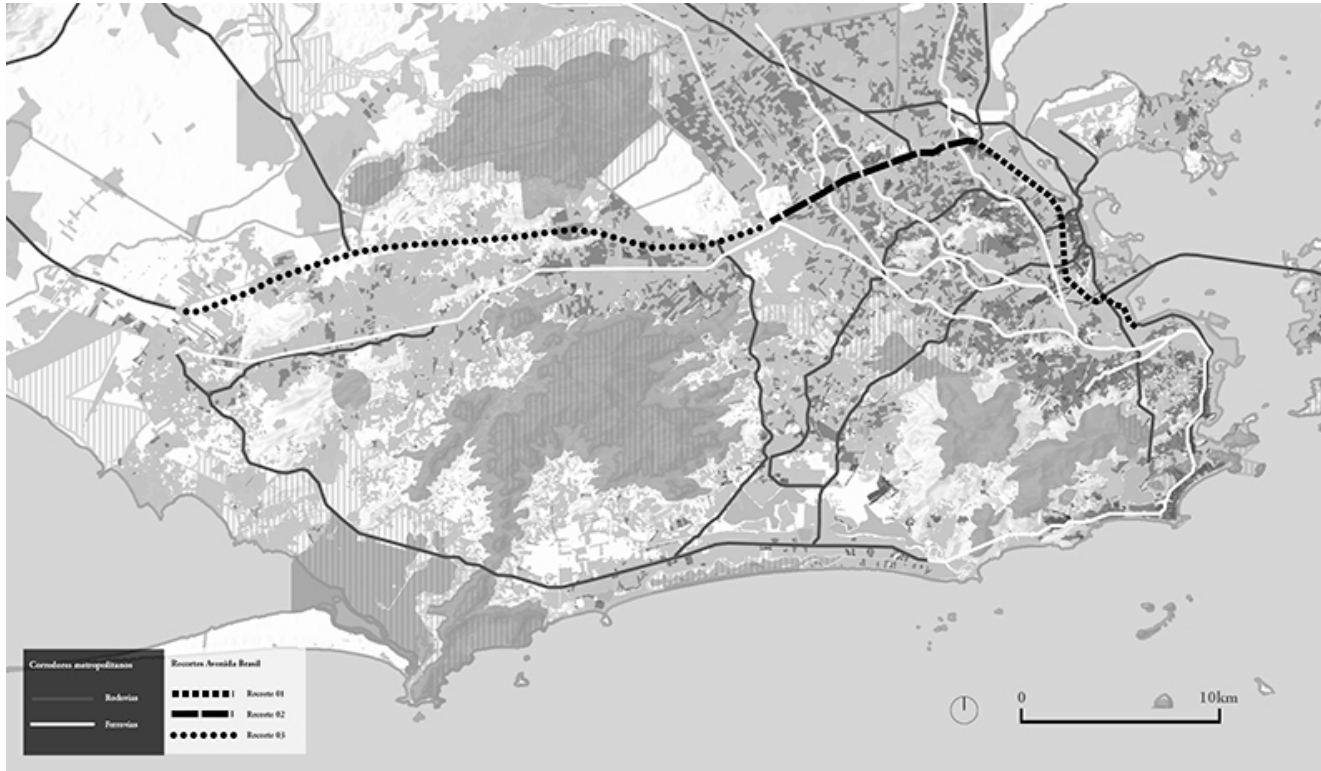 Corredores metropolitanos
Rodovias
Ferrovias
Recortes Avenida Brasil
Recorte 01
Recorte 02
Recorte 03
0 10km